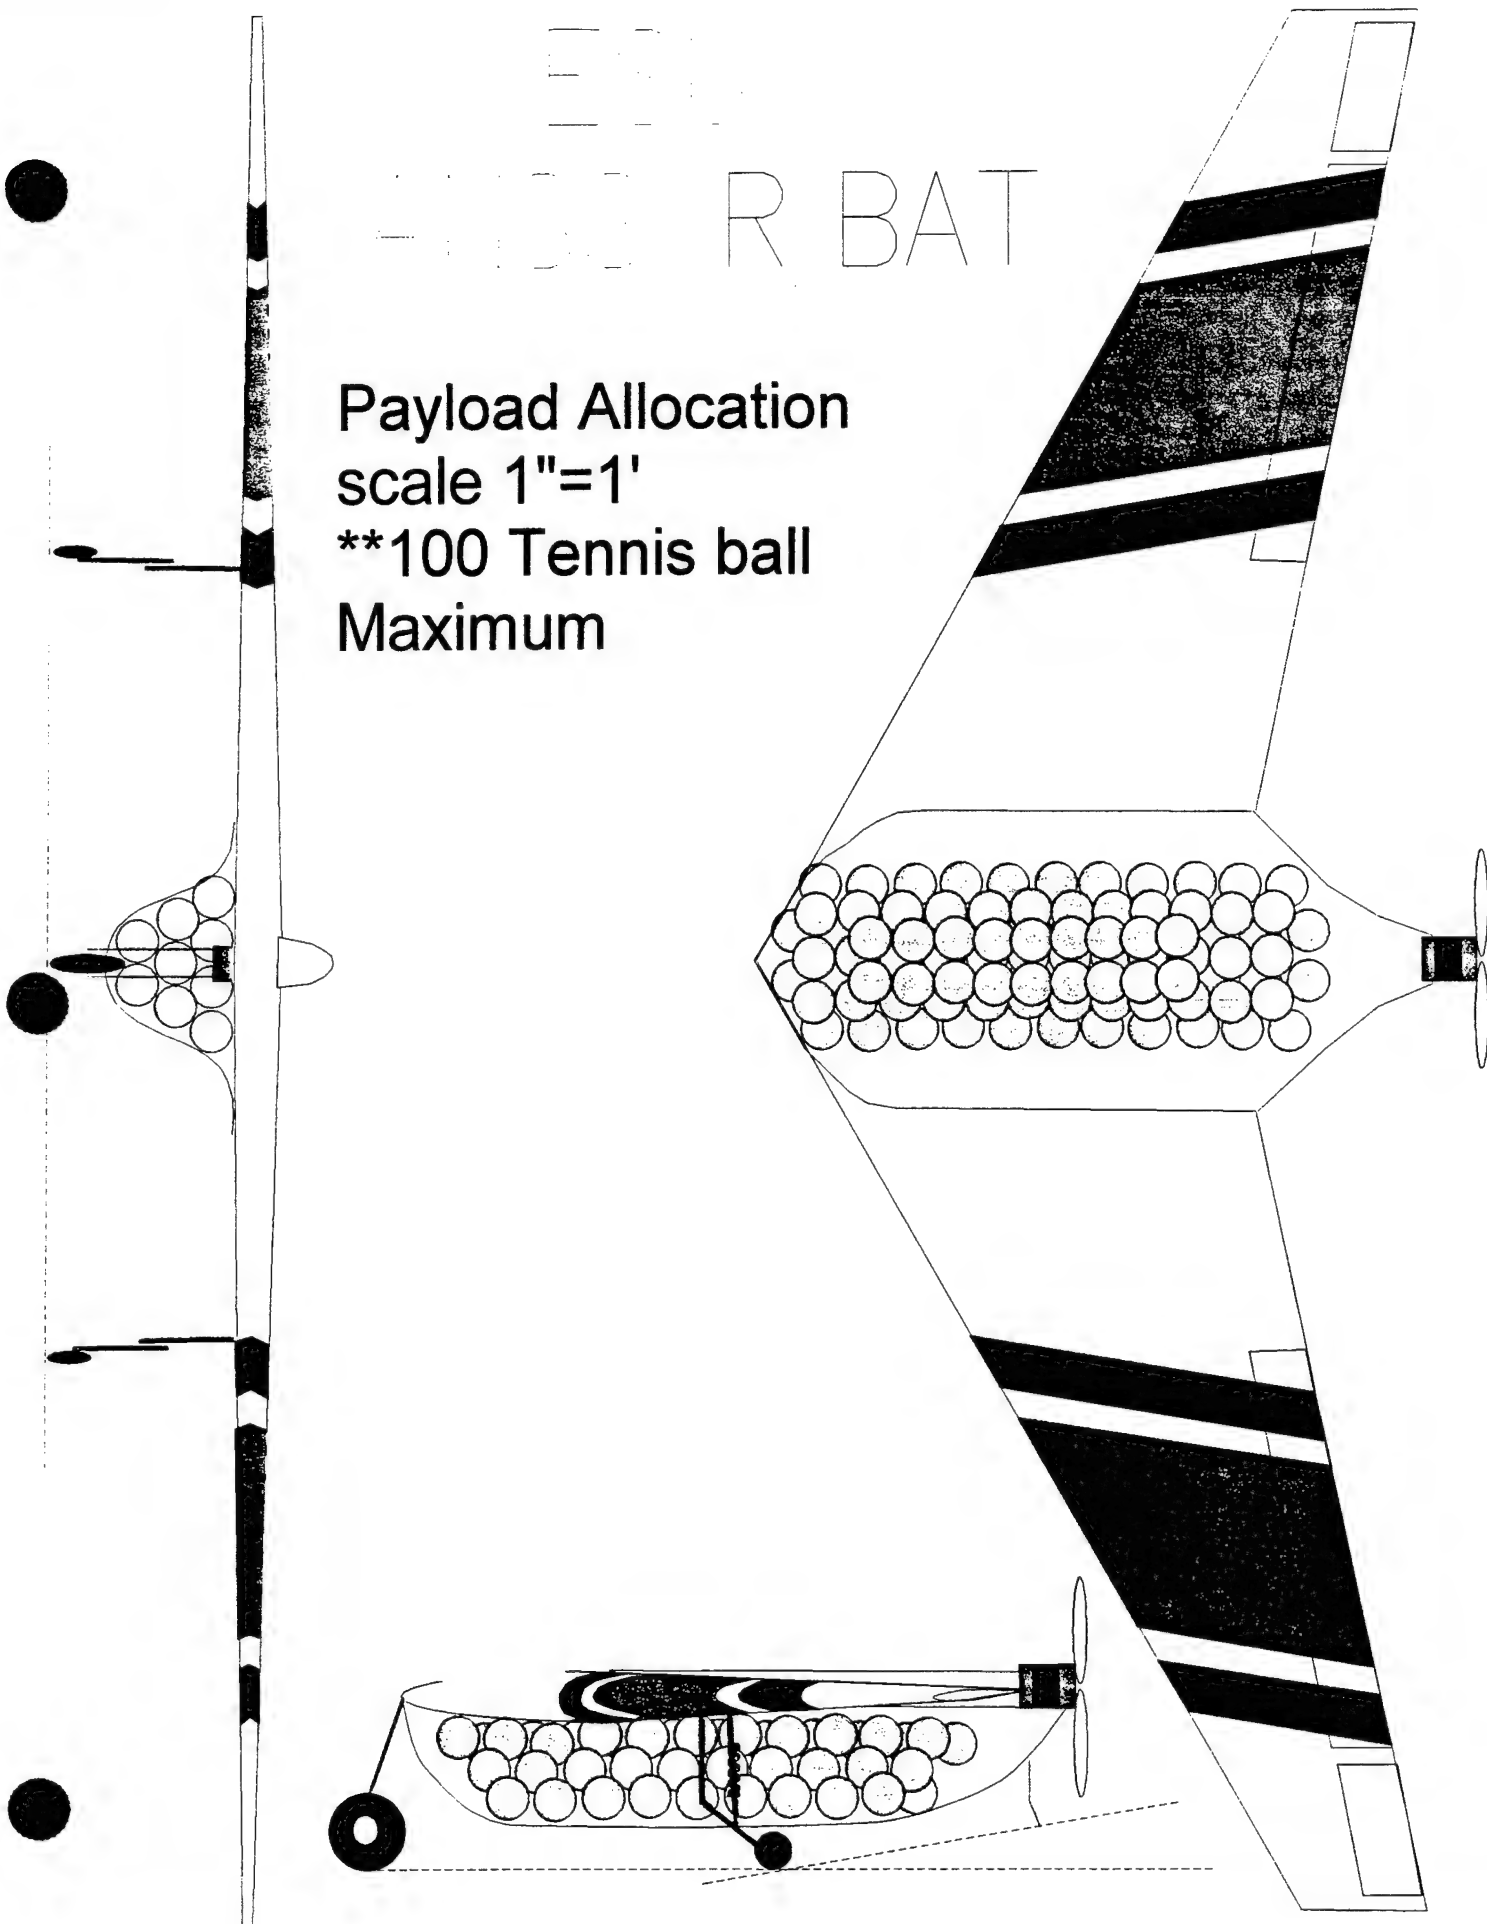 R BAT
Payload Allocation
scale 1"=1'
**100 Tennis ball
Maximum